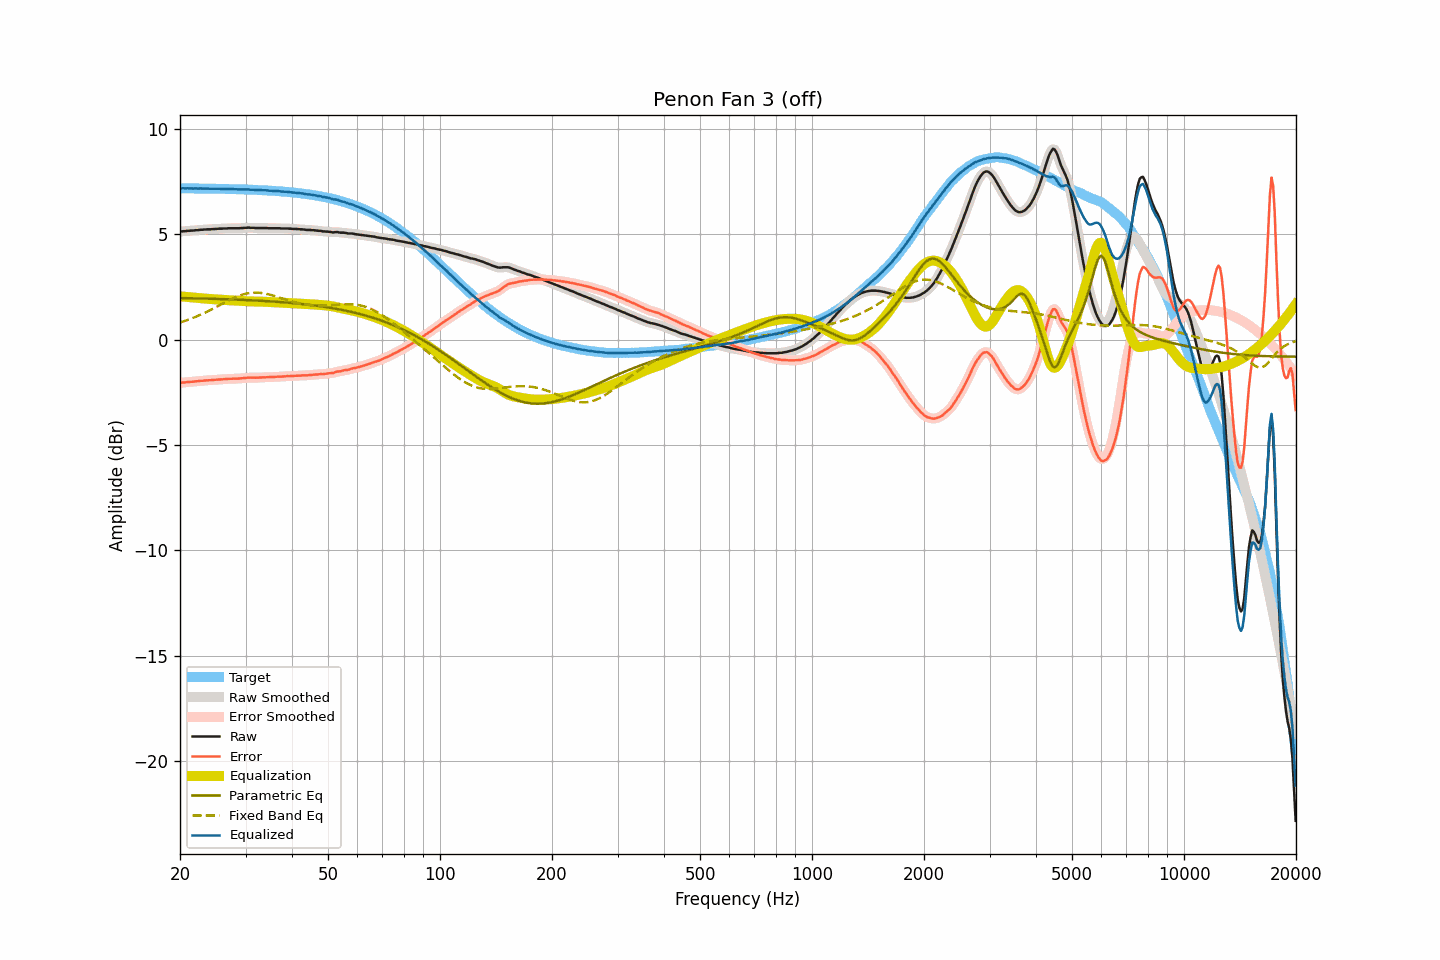 Penon Fan 3 (off)
Amplitude (dBr)
10
5
0
−5
−10
−15
−20
Target
Raw Smoothed
Error Smoothed
Raw
Error
Equalization
Parametric Eq
Fixed Band Eq
Equalized
20 50 100 200 500 1000 2000 5000 10000 20000
Frequency (Hz)